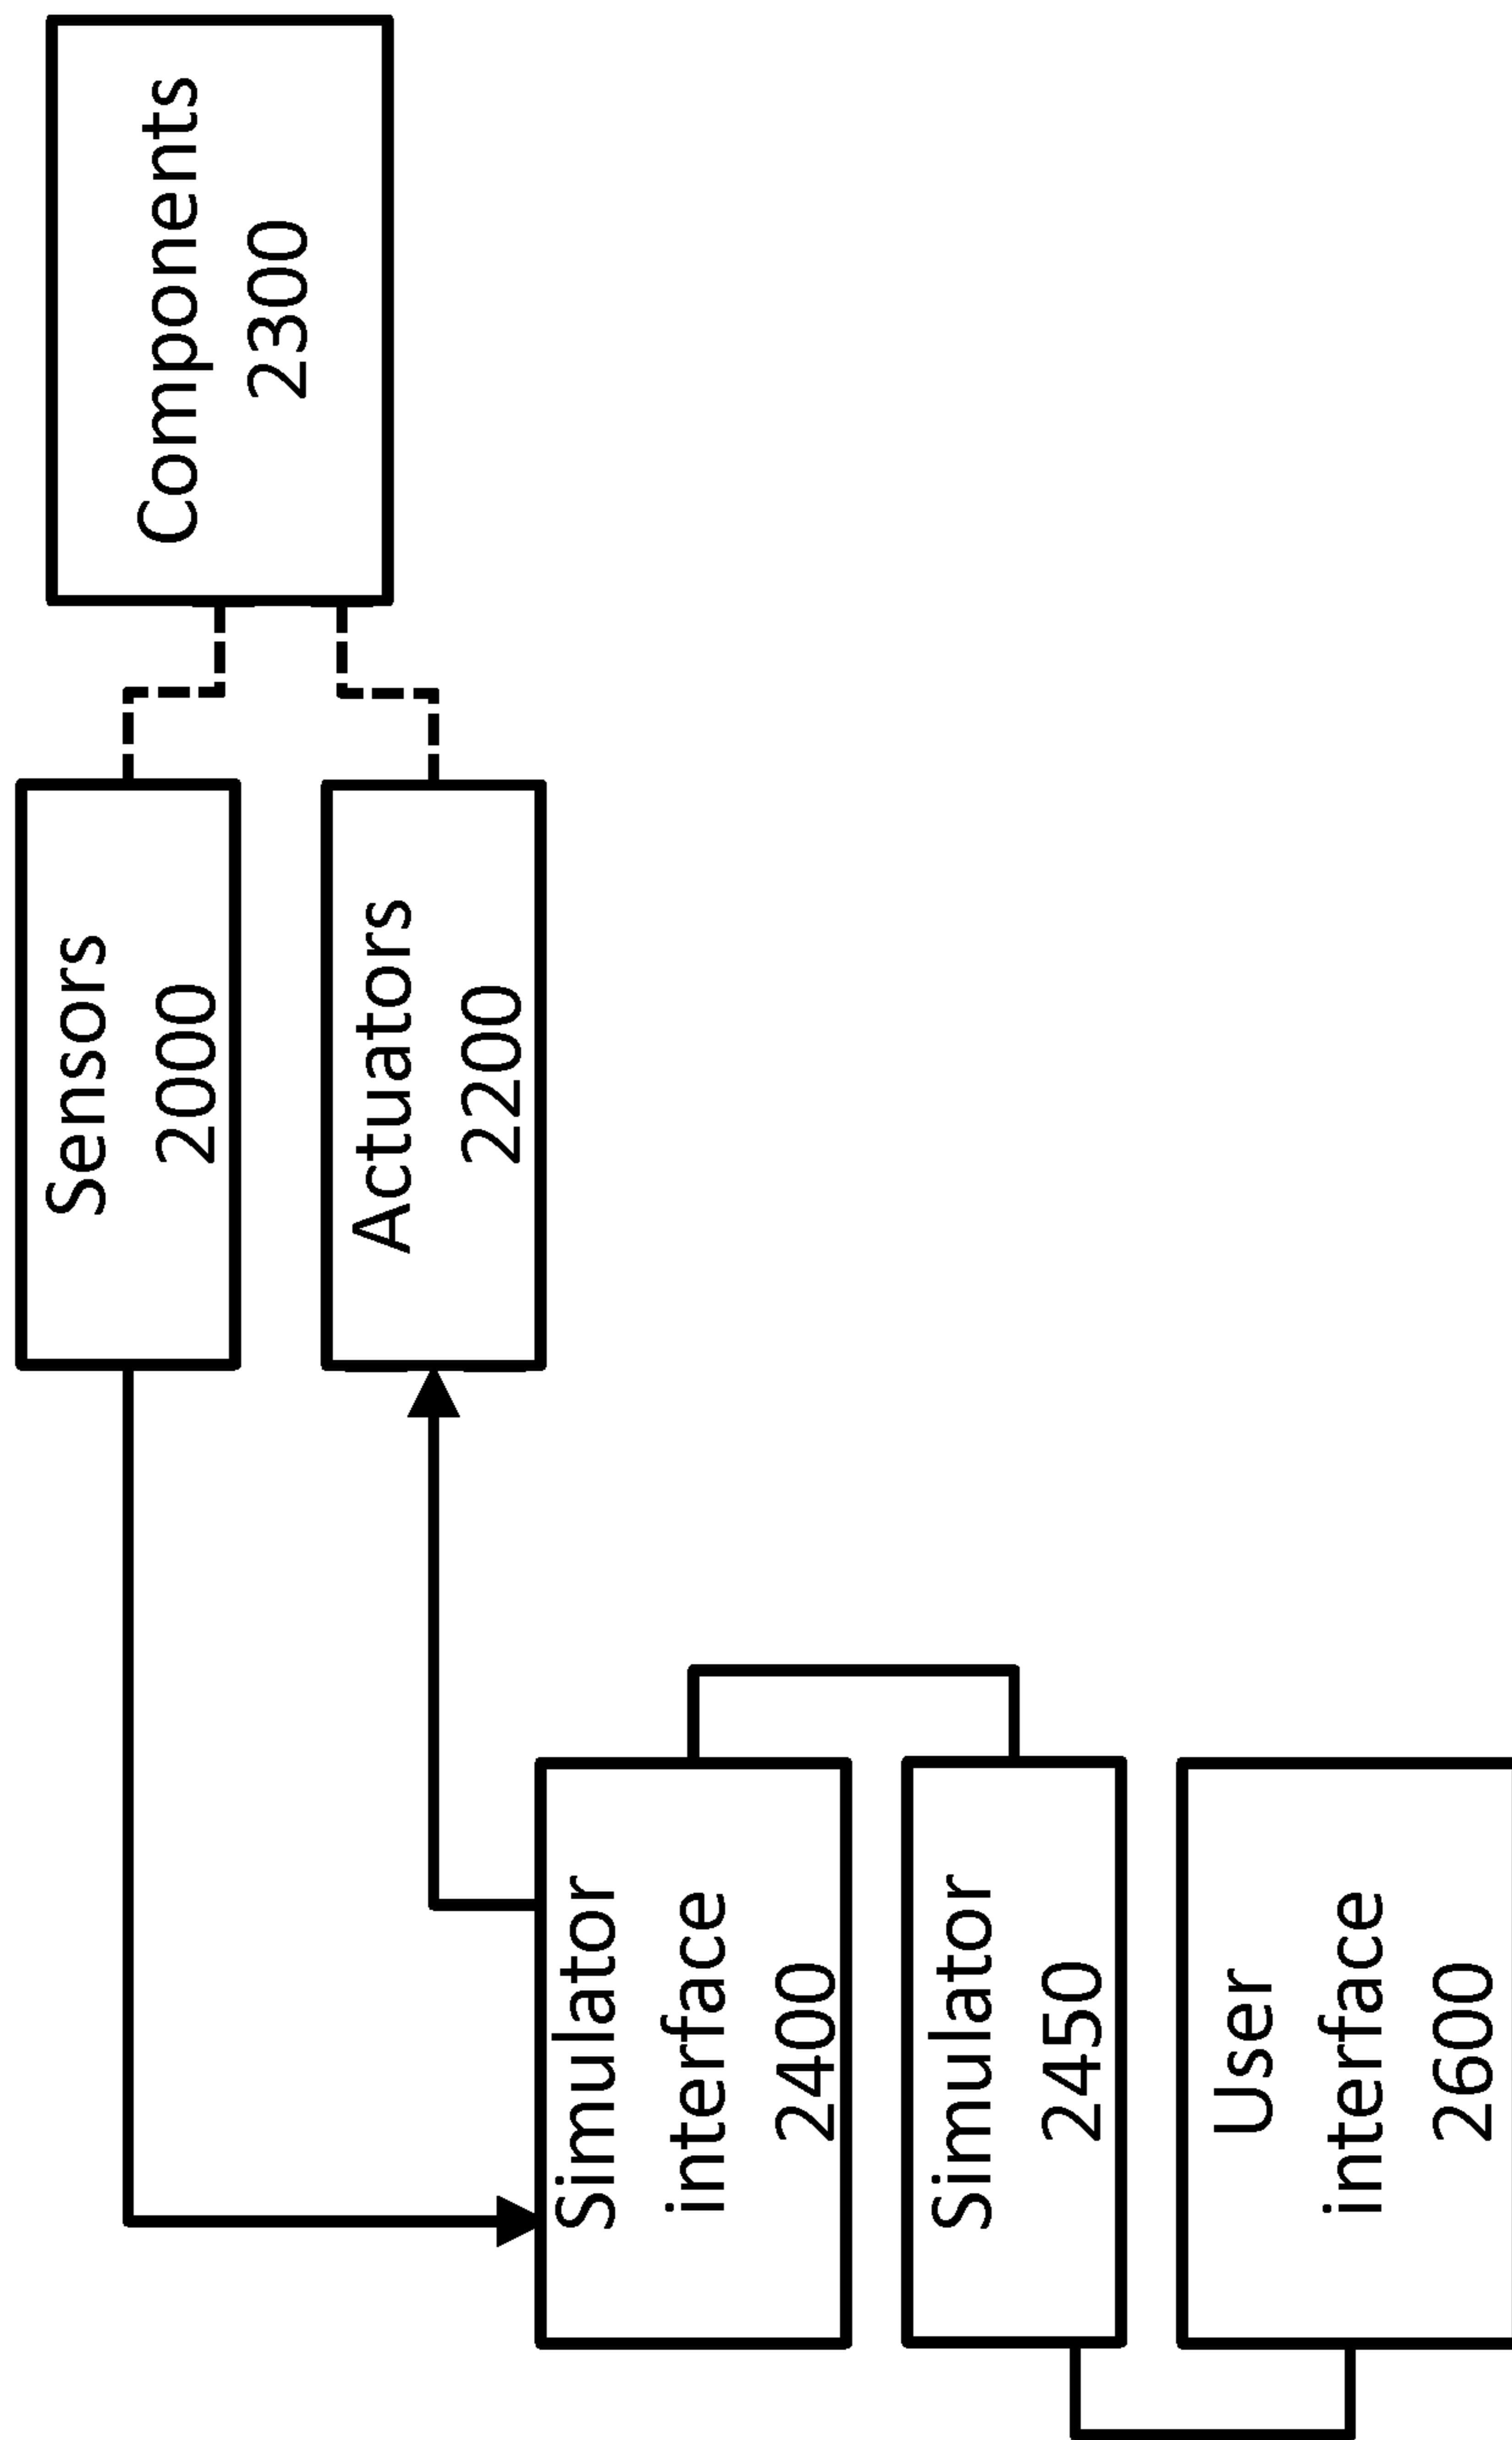 Sensors
2000
Components
2300
Actuators
2200
Simulator
interface
2400
Simulator
2450
User
interface
2600